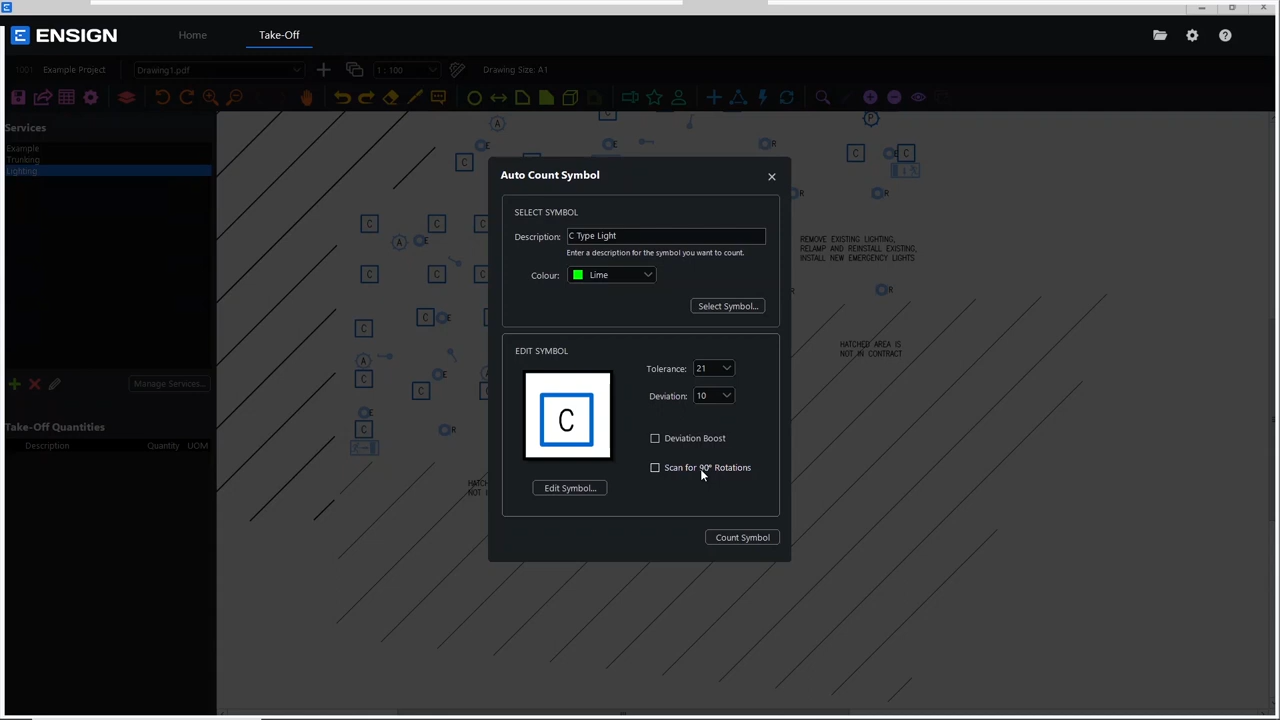 ENSIGN
Home
Take-Off
1001
Example Project
Drawing1.pdf
1 : 100
Drawing Size: A1
Services
Example
Trunking
Lighting
Manage Services...
Take-Off Quantities
Description
Quantity
UOM
Auto Count Symbol
SELECT SYMBOL
Description:
C Type Light
Enter a description for the symbol you want to count.
Colour:
Lime
Select Symbol...
EDIT SYMBOL
Tolerance:
21
Deviation:
10
C
Deviation Boost
Scan for 90° Rotations
Edit Symbol...
Count Symbol
C
A
E
E
R
P
C
C
C
R
R
C
C
C
A
E
C
C
C
REMOVE EXISTING LIGHTING,
RELAMP AND REINSTALL EXISTING,
INSTALL NEW EMERGENCY LIGHTS
R
C
C
E
HATCHED AREA IS
NOT IN CONTRACT
A
C
E
C
C
E
C
R